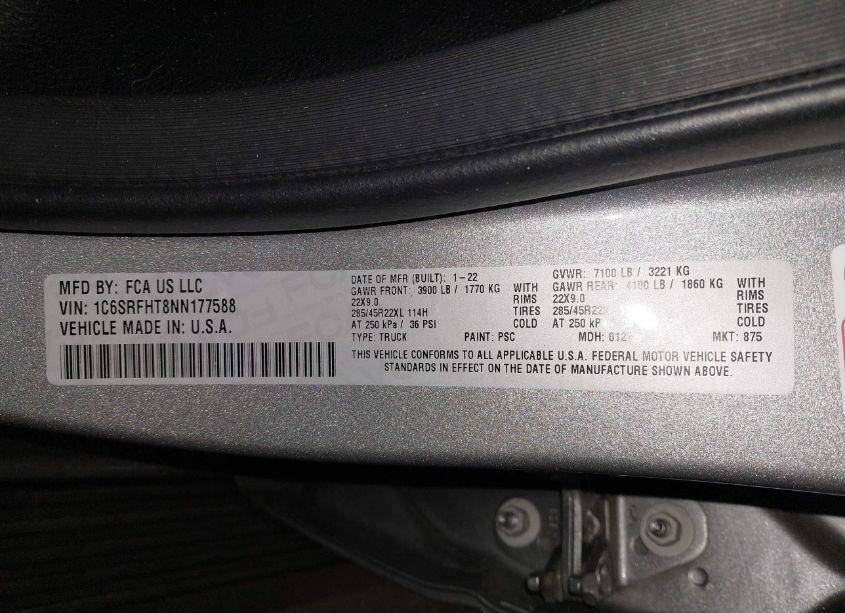 MFD BY: FCA US LLC
VIN: 1C6SRFHT8NN177588
VEHICLE MADE IN: U.S.A.
DATE OF MFR (BUILT): 1-22
GAWR FRONT: 3900 LB / 1770 KG WITH
22X9.0 RIMS
285/45R22XL 114H TIRES
AT 250 kPa / 36 PSI COLD
GVWR: 7100 LB / 3221 KG
GAWR REAR: 4100 LB / 1860 KG WITH
22X9.0 RIMS
TIRES
AT 250 kPa COLD
TYPE: TRUCK PAINT: PSC MDH: MKT: 875
THIS VEHICLE CONFORMS TO ALL APPLICABLE U.S.A. FEDERAL MOTOR VEHICLE SAFETY
STANDARDS IN EFFECT ON THE DATE OF MANUFACTURE SHOWN ABOVE.